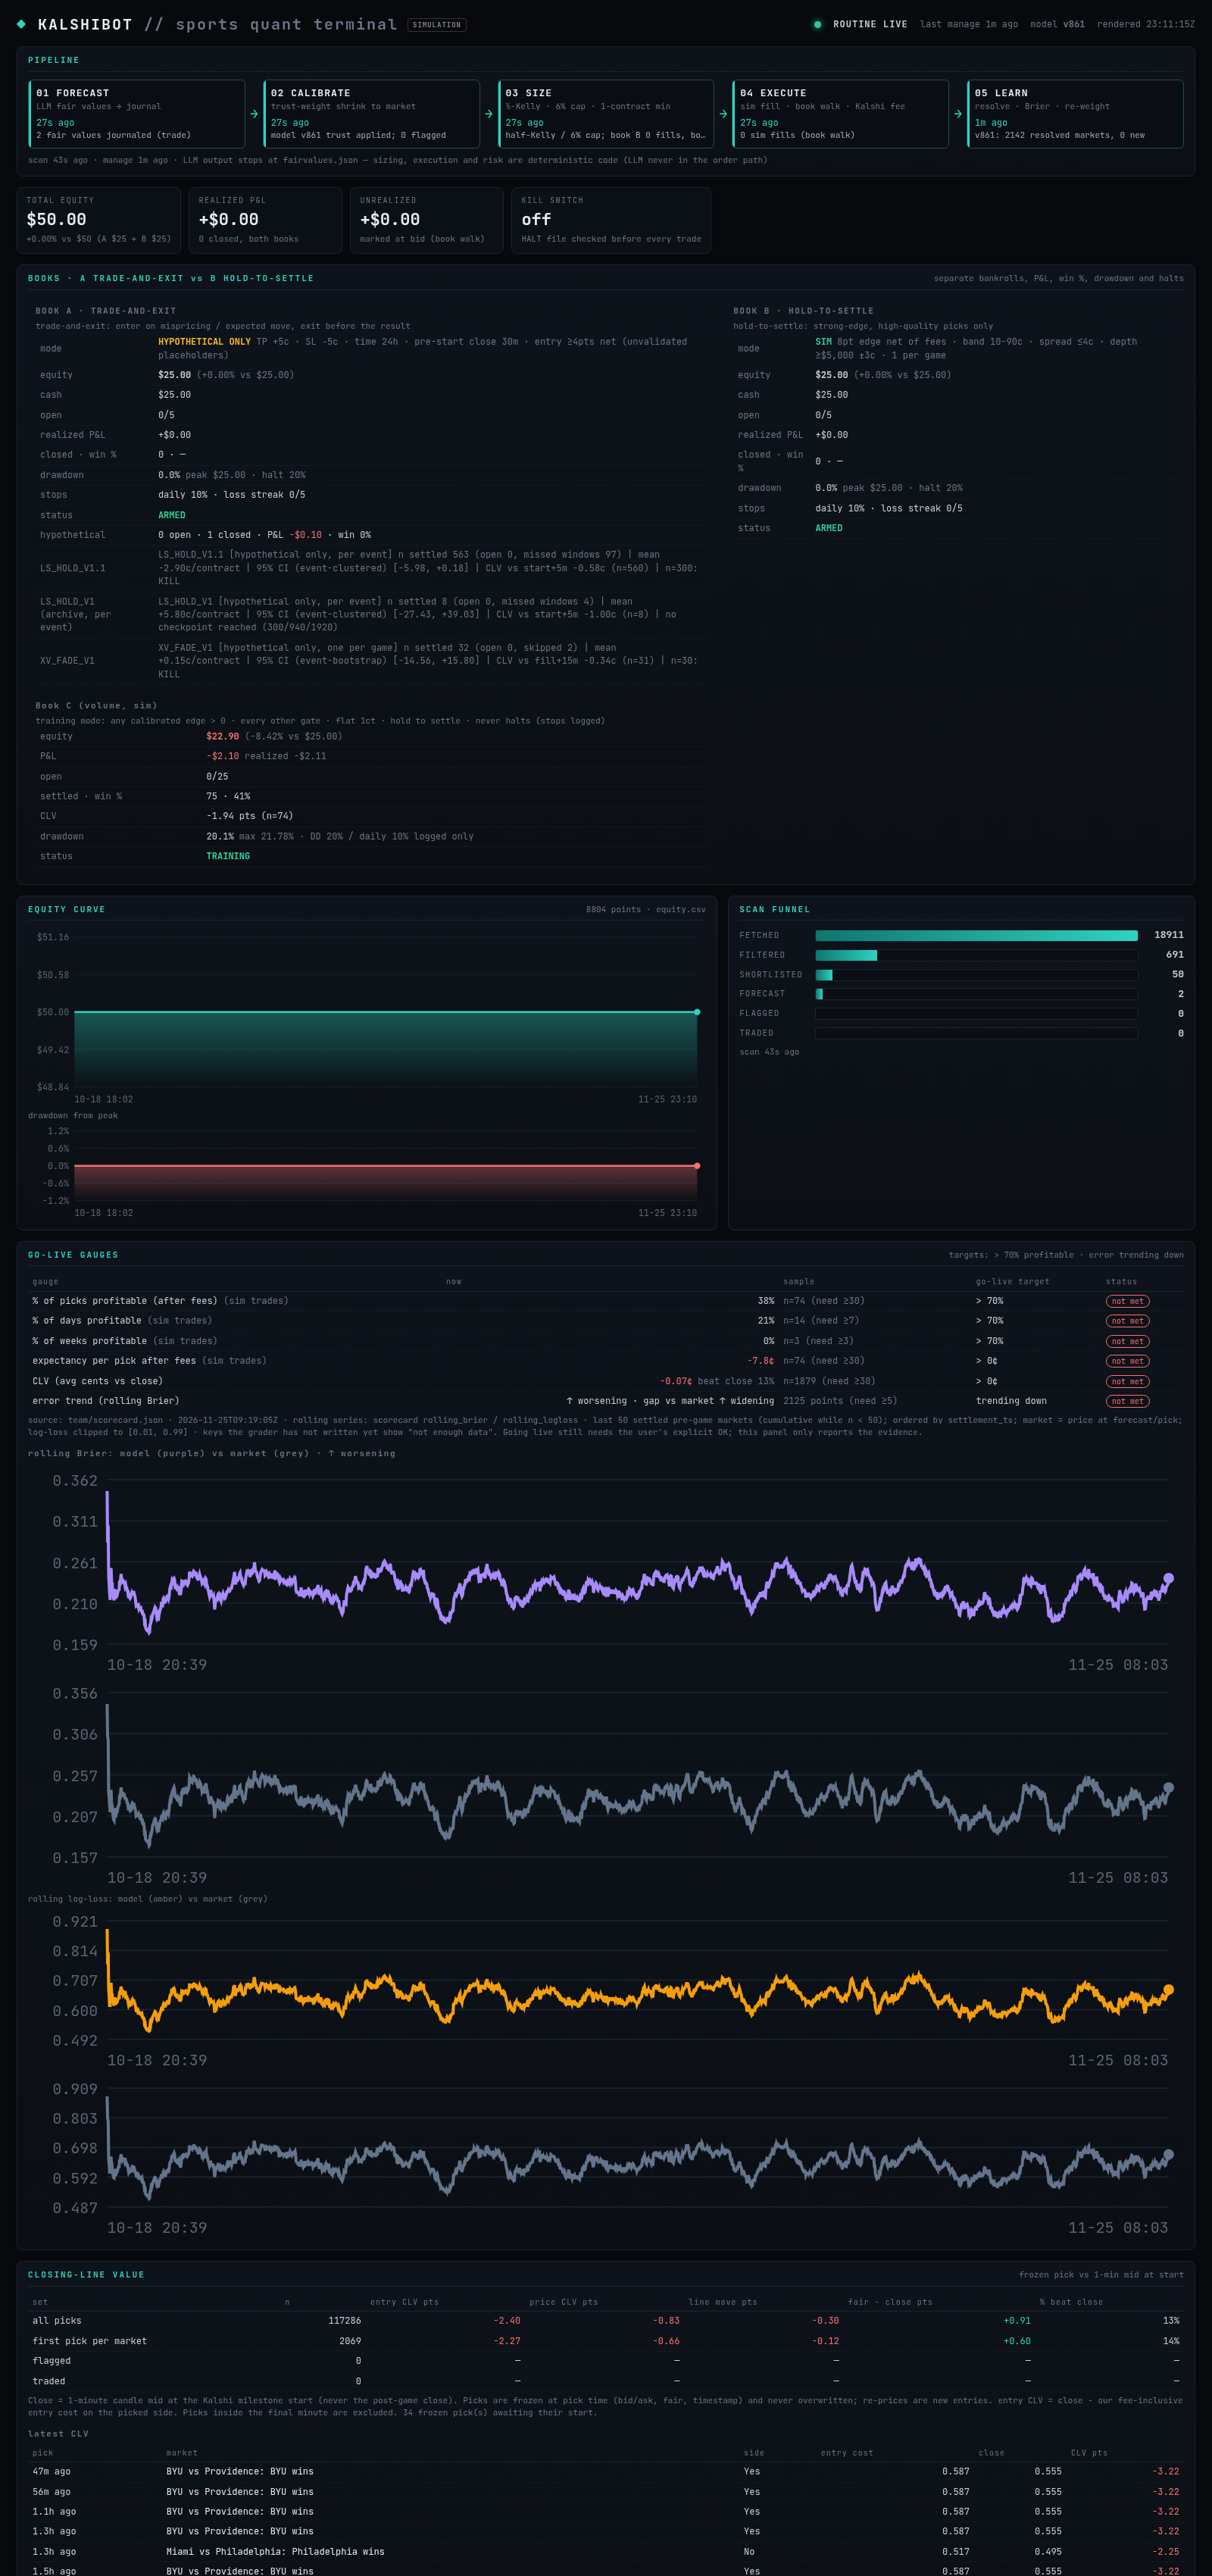 ◆ KALSHIBOT // sports quant terminal SIMULATION
ROUTINE LIVE last manage 1m ago model v861 rendered 23:11:15Z
PIPELINE
01 FORECAST
LLM fair values → journal
27s ago
2 fair values journaled (trade)
→
02 CALIBRATE
trust-weight shrink to market
27s ago
model v861 trust applied; 0 flagged
→
03 SIZE
½-Kelly · 6% cap · 1-contract min
27s ago
half-Kelly / 6% cap; book B 0 fills, bo…
→
04 EXECUTE
sim fill · book walk · Kalshi fee
27s ago
0 sim fills (book walk)
→
05 LEARN
resolve · Brier · re-weight
1m ago
v861: 2142 resolved markets, 0 new
scan 43s ago · manage 1m ago · LLM output stops at fairvalues.json — sizing, execution and risk are deterministic code (LLM never in the order path)
TOTAL EQUITY
$50.00
+0.00% vs $50 (A $25 + B $25)
REALIZED P&L
+$0.00
0 closed, both books
UNREALIZED
+$0.00
marked at bid (book walk)
KILL SWITCH
off
HALT file checked before every trade
BOOKS · A TRADE-AND-EXIT vs B HOLD-TO-SETTLE
separate bankrolls, P&L, win %, drawdown and halts
BOOK A · TRADE-AND-EXIT
trade-and-exit: enter on mispricing / expected move, exit before the result
mode HYPOTHETICAL ONLY TP +5c · SL -5c · time 24h · pre-start close 30m · entry ≥4pts net (unvalidated
placeholders)
equity $25.00 (+0.00% vs $25.00)
cash $25.00
open 0/5
realized P&L +$0.00
closed · win % 0 · —
drawdown 0.0% peak $25.00 · halt 20%
stops daily 10% · loss streak 0/5
status ARMED
hypothetical 0 open · 1 closed · P&L -$0.10 · win 0%
LS_HOLD_V1.1 LS_HOLD_V1.1 [hypothetical only, per event] n settled 563 (open 0, missed windows 97) | mean
-2.90c/contract | 95% CI (event-clustered) [-5.98, +0.18] | CLV vs start+5m -0.58c (n=560) | n=300:
KILL
LS_HOLD_V1 (archive, per event) LS_HOLD_V1 [hypothetical only, per event] n settled 8 (open 0, missed windows 4) | mean
+5.80c/contract | 95% CI (event-clustered) [-27.43, +39.03] | CLV vs start+5m -1.00c (n=8) | no
checkpoint reached (300/940/1920)
XV_FADE_V1 XV_FADE_V1 [hypothetical only, one per game] n settled 32 (open 0, skipped 2) | mean
+0.15c/contract | 95% CI (event-bootstrap) [-14.56, +15.80] | CLV vs fill+15m -0.34c (n=31) | n=30:
KILL
BOOK B · HOLD-TO-SETTLE
hold-to-settle: strong-edge, high-quality picks only
mode SIM 8pt edge net of fees · band 10-90c · spread ≤4c · depth
≥$5,000 ±3c · 1 per game
equity $25.00 (+0.00% vs $25.00)
cash $25.00
open 0/5
realized P&L +$0.00
closed · win % 0 · —
drawdown 0.0% peak $25.00 · halt 20%
stops daily 10% · loss streak 0/5
status ARMED
Book C (volume, sim)
training mode: any calibrated edge > 0 · every other gate · flat 1ct · hold to settle · never halts (stops logged)
equity $22.90 (-8.42% vs $25.00)
P&L -$2.10 realized -$2.11
open 0/25
settled · win % 75 · 41%
CLV -1.94 pts (n=74)
drawdown 20.1% max 21.78% · DD 20% / daily 10% logged only
status TRAINING
EQUITY CURVE
8804 points · equity.csv
$51.16
$50.58
$50.00
$49.42
$48.84
10-18 18:02 11-25 23:10
drawdown from peak
1.2%
0.6%
0.0%
-0.6%
-1.2%
10-18 18:02 11-25 23:10
SCAN FUNNEL
FETCHED 18911
FILTERED 691
SHORTLISTED 50
FORECAST 2
FLAGGED 0
TRADED 0
scan 43s ago
GO-LIVE GAUGES
targets: > 70% profitable · error trending down
gauge now sample go-live target status
% of picks profitable (after fees) (sim trades) 38% n=74 (need ≥30) > 70% not met
% of days profitable (sim trades) 21% n=14 (need ≥7) > 70% not met
% of weeks profitable (sim trades) 0% n=3 (need ≥3) > 70% not met
expectancy per pick after fees (sim trades) -7.8¢ n=74 (need ≥30) > 0¢ not met
CLV (avg cents vs close) -0.07¢ beat close 13% n=1879 (need ≥30) > 0¢ not met
error trend (rolling Brier) ↑ worsening · gap vs market ↑ widening 2125 points (need ≥5) trending down not met
source: team/scorecard.json · 2026-11-25T09:19:05Z · rolling series: scorecard rolling_brier / rolling_logloss · last 50 settled pre-game markets (cumulative while n < 50); ordered by settlement_ts; market = price at forecast/pick;
log-loss clipped to [0.01, 0.99] · keys the grader has not written yet show "not enough data". Going live still needs the user's explicit OK; this panel only reports the evidence.
rolling Brier: model (purple) vs market (grey) · ↑ worsening
0.362
0.311
0.261
0.210
0.159
10-18 20:39 11-25 08:03
0.356
0.306
0.257
0.207
0.157
10-18 20:39 11-25 08:03
rolling log-loss: model (amber) vs market (grey)
0.921
0.814
0.707
0.600
0.492
10-18 20:39 11-25 08:03
0.909
0.803
0.698
0.592
0.487
10-18 20:39 11-25 08:03
CLOSING-LINE VALUE
frozen pick vs 1-min mid at start
set n entry CLV pts price CLV pts line move pts fair - close pts % beat close
all picks 117286 -2.40 -0.83 -0.30 +0.91 13%
first pick per market 2069 -2.27 -0.66 -0.12 +0.60 14%
flagged 0 — — — — —
traded 0 — — — — —
Close = 1-minute candle mid at the Kalshi milestone start (never the post-game close). Picks are frozen at pick time (bid/ask, fair, timestamp) and never overwritten; re-prices are new entries. entry CLV = close - our fee-inclusive
entry cost on the picked side. Picks inside the final minute are excluded. 34 frozen pick(s) awaiting their start.
latest CLV
pick market side entry cost close CLV pts
47m ago BYU vs Providence: BYU wins Yes 0.587 0.555 -3.22
56m ago BYU vs Providence: BYU wins Yes 0.587 0.555 -3.22
1.1h ago BYU vs Providence: BYU wins Yes 0.587 0.555 -3.22
1.3h ago BYU vs Providence: BYU wins Yes 0.587 0.555 -3.22
1.3h ago Miami vs Philadelphia: Philadelphia wins No 0.517 0.495 -2.25
1.5h ago BYU vs Providence: BYU wins Yes 0.587 0.555 -3.22